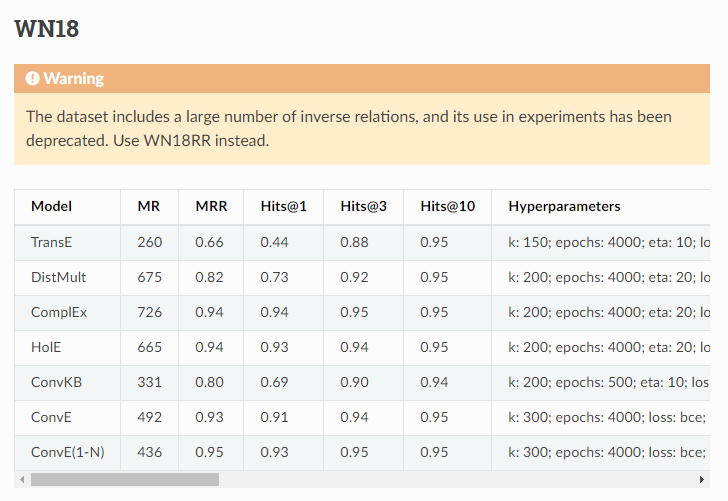 WN18
Warning
The dataset includes a large number of inverse relations, and its use in experiments has been
deprecated. Use WN18RR instead.
Model MR MRR Hits@1 Hits@3 Hits@10 Hyperparameters
TransE 260 0.66 0.44 0.88 0.95 k: 150; epochs: 4000; eta: 10; lo
DistMult 675 0.82 0.73 0.92 0.95 k: 200; epochs: 4000; eta: 20; lo
ComplEx 726 0.94 0.94 0.95 0.95 k: 200; epochs: 4000; eta: 20; lo
HolE 665 0.94 0.93 0.94 0.95 k: 200; epochs: 4000; eta: 20; lo
ConvKB 331 0.80 0.69 0.90 0.94 k: 200; epochs: 500; eta: 10; los
ConvE 492 0.93 0.91 0.94 0.95 k: 300; epochs: 4000; loss: bce;
ConvE(1-N) 436 0.95 0.93 0.95 0.95 k: 300; epochs: 4000; loss: bce;